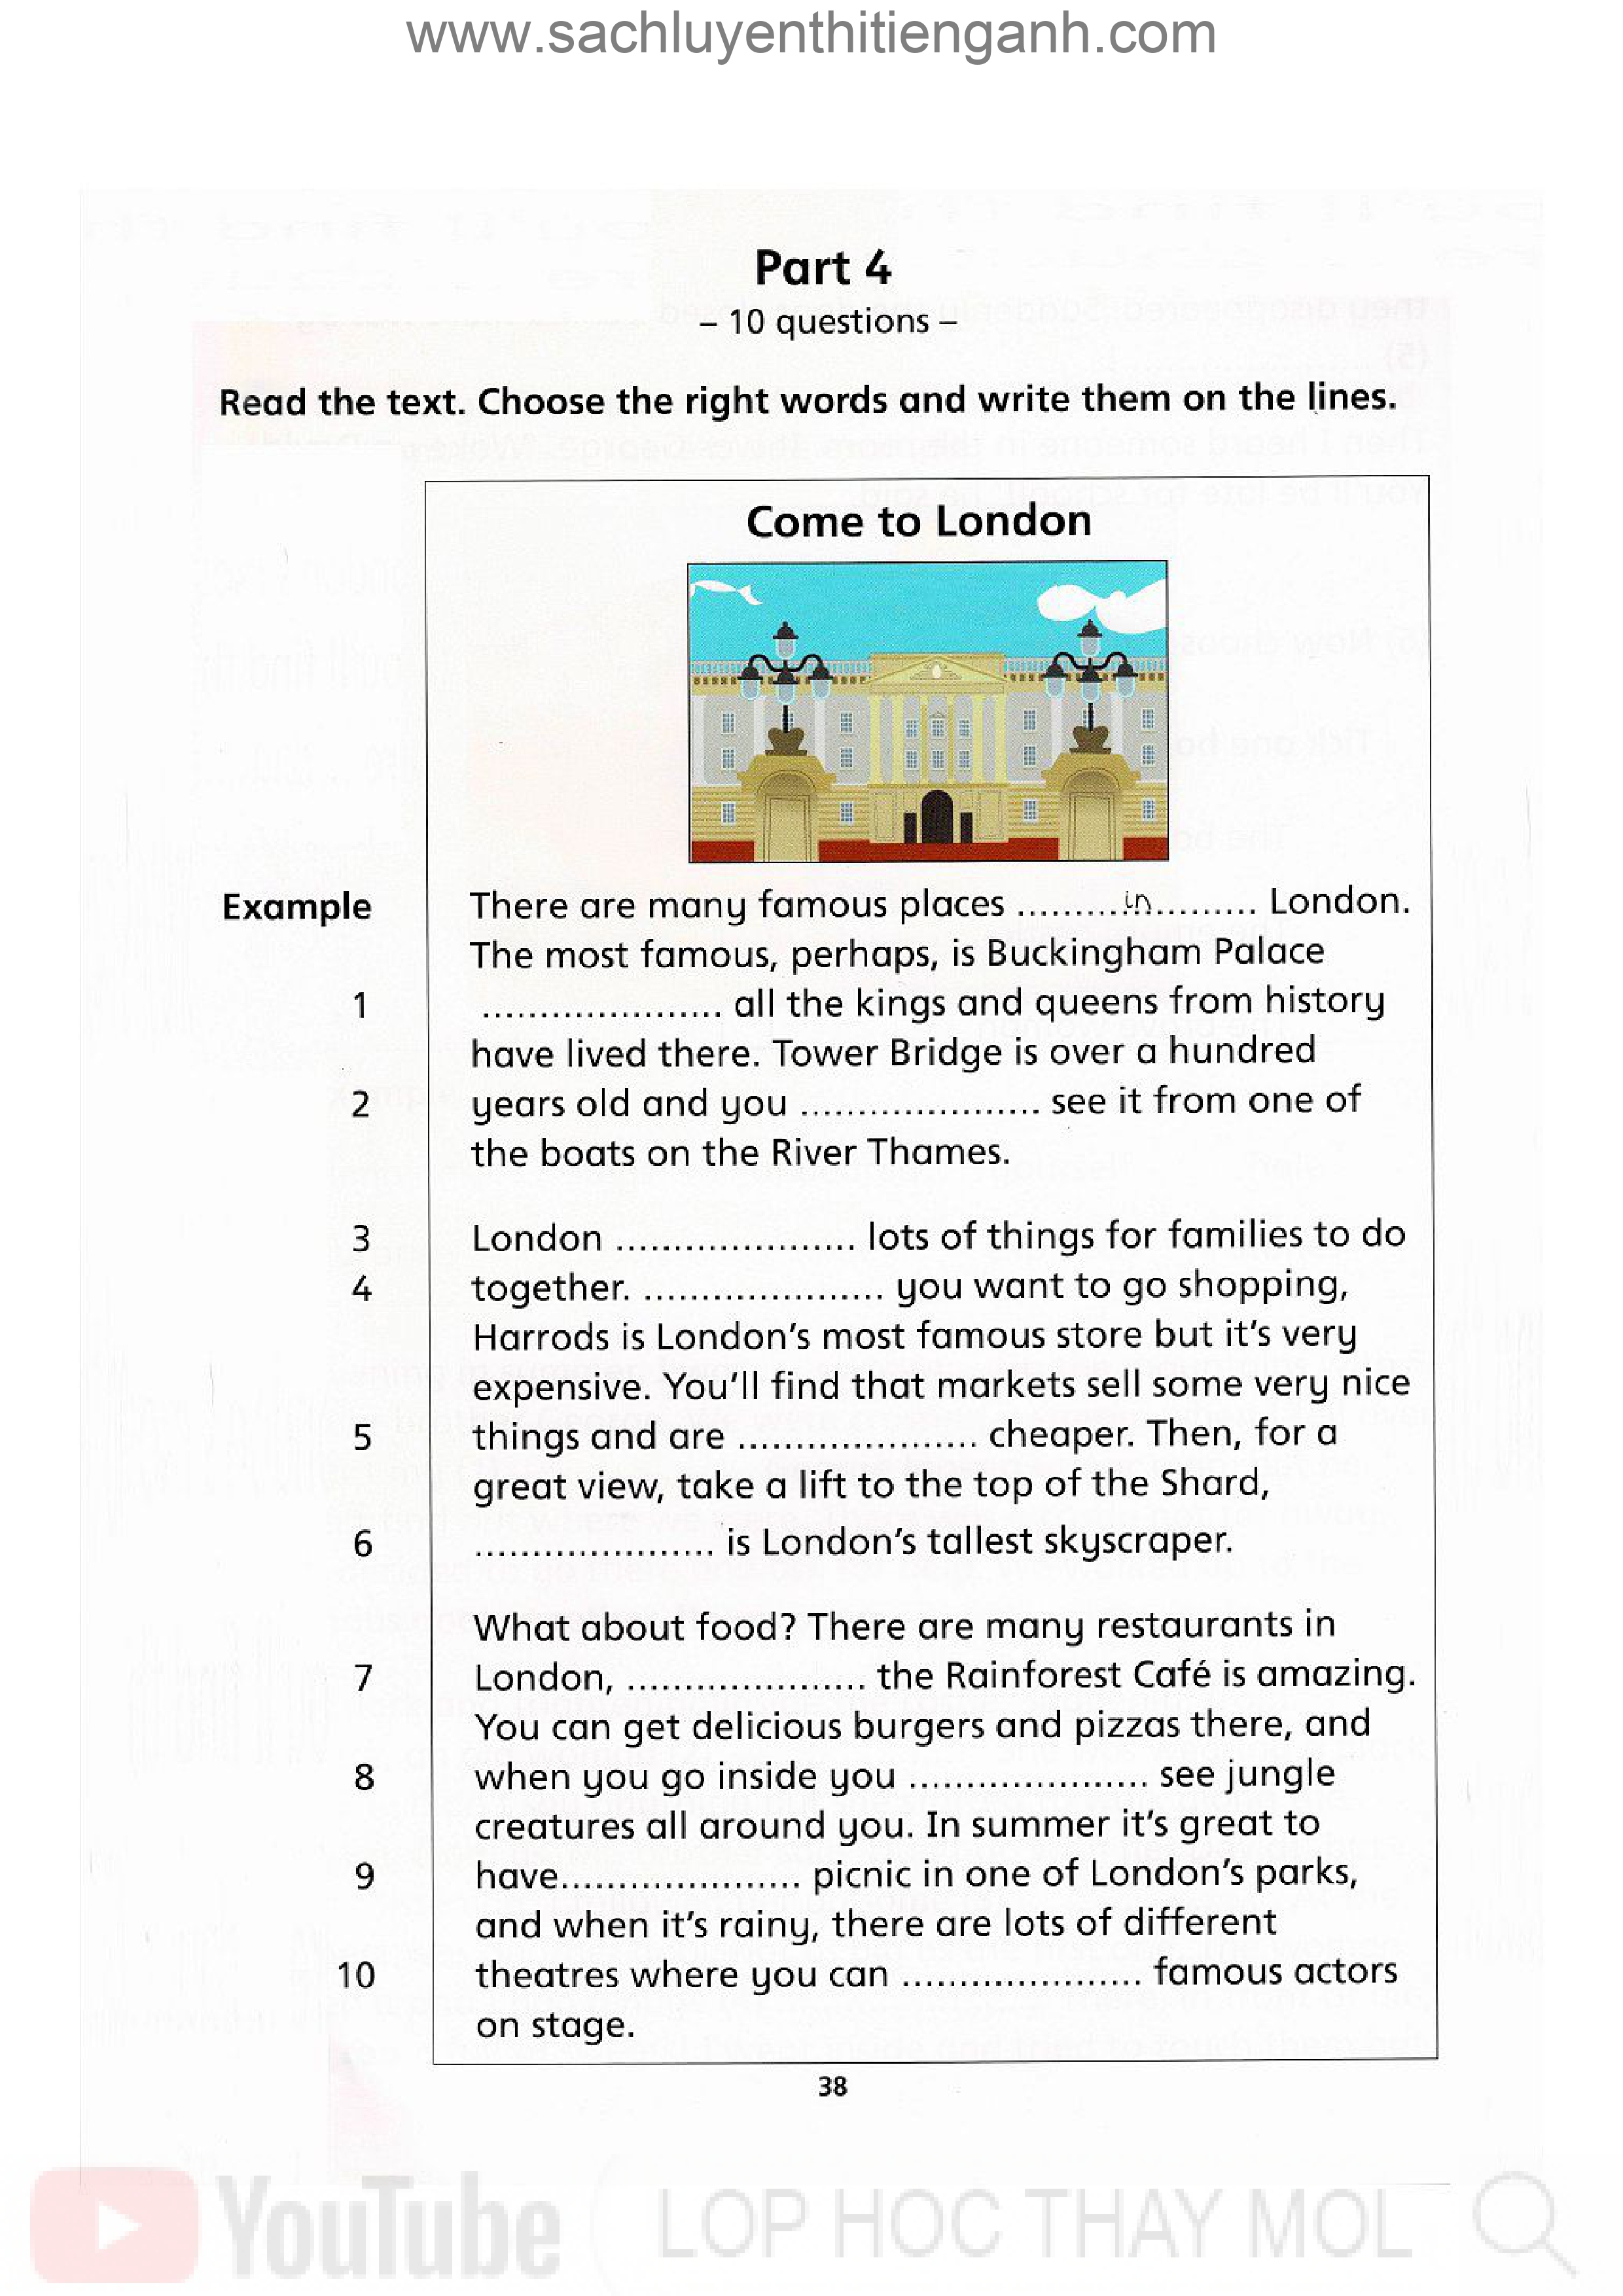 www.sachluyenthitienganh.com
Part 4
– 10 questions –
Read the text. Choose the right words and write them on the lines.
Come to London
Example There are many famous places .........in......... London.
The most famous, perhaps, is Buckingham Palace
1 ..................... all the kings and queens from history
have lived there. Tower Bridge is over a hundred
2 years old and you ..................... see it from one of
the boats on the River Thames.
3 London ..................... lots of things for families to do
4 together. ..................... you want to go shopping,
Harrods is London's most famous store but it's very
expensive. You'll find that markets sell some very nice
5 things and are ..................... cheaper. Then, for a
great view, take a lift to the top of the Shard,
6 ..................... is London's tallest skyscraper.
What about food? There are many restaurants in
7 London, ..................... the Rainforest Café is amazing.
You can get delicious burgers and pizzas there, and
8 when you go inside you ..................... see jungle
creatures all around you. In summer it's great to
9 have..................... picnic in one of London's parks,
and when it's rainy, there are lots of different
10 theatres where you can ..................... famous actors
on stage.
38
YouTube LOP HOC THAY MOL